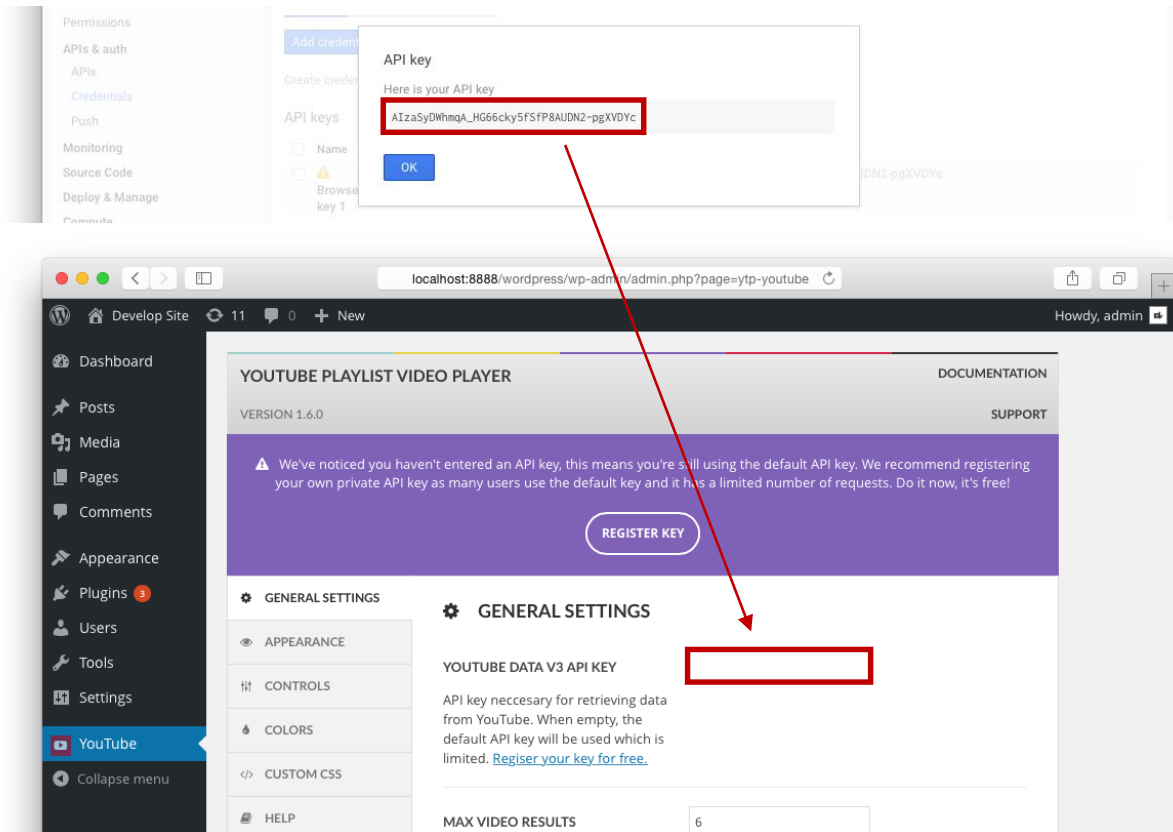 Permissions
APIs & auth
APIs
Credentials
Push
Monitoring
Source Code
Deploy & Manage
Compute
Add creden
Create creden
API keys
Name
Browse
key 1
DN2-pgXVDYc
API key
Here is your API key
AIzaSyDWhmqA_HG66cky5fSfP8AUDN2-pgXVDYc
OK
localhost:8888/wordpress/wp-admin/admin.php?page=ytp-youtube
Develop Site 11 0 + New
Howdy, admin
Dashboard
Posts
Media
Pages
Comments
Appearance
Plugins 3
Users
Tools
Settings
YouTube
Collapse menu
YOUTUBE PLAYLIST VIDEO PLAYER
DOCUMENTATION
VERSION 1.6.0
SUPPORT
We've noticed you haven't entered an API key, this means you're still using the default API key. We recommend registering
your own private API key as many users use the default key and it has a limited number of requests. Do it now, it's free!
REGISTER KEY
GENERAL SETTINGS
APPEARANCE
CONTROLS
COLORS
CUSTOM CSS
HELP
GENERAL SETTINGS
YOUTUBE DATA V3 API KEY
API key neccesary for retrieving data
from YouTube. When empty, the
default API key will be used which is
limited. Regiser your key for free.
MAX VIDEO RESULTS
6